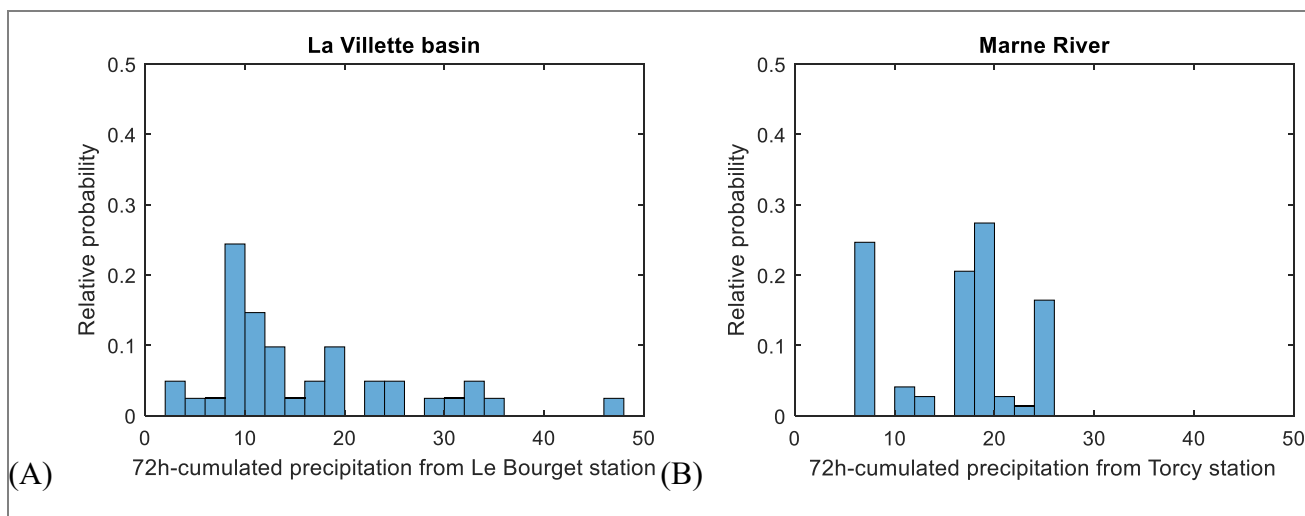 La Villette basin
0.5
0.4
0.3
0.2
0.1
0
Relative probability
0 10 20 30 40 50
72h-cumulated precipitation from Le Bourget station
(A)
Marne River
0.5
0.4
0.3
0.2
0.1
0
Relative probability
0 10 20 30 40 50
72h-cumulated precipitation from Torcy station
(B)